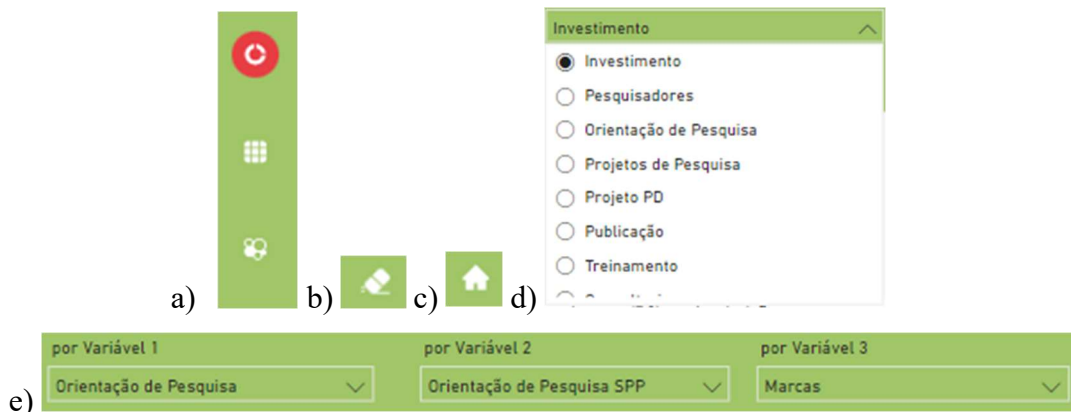 Investimento
Investimento
Pesquisadores
Orientação de Pesquisa
Projetos de Pesquisa
Projeto PD
Publicação
Treinamento
a) b) c) d)
por Variável 1 por Variável 2 por Variável 3
e) Orientação de Pesquisa Orientação de Pesquisa SPP Marcas